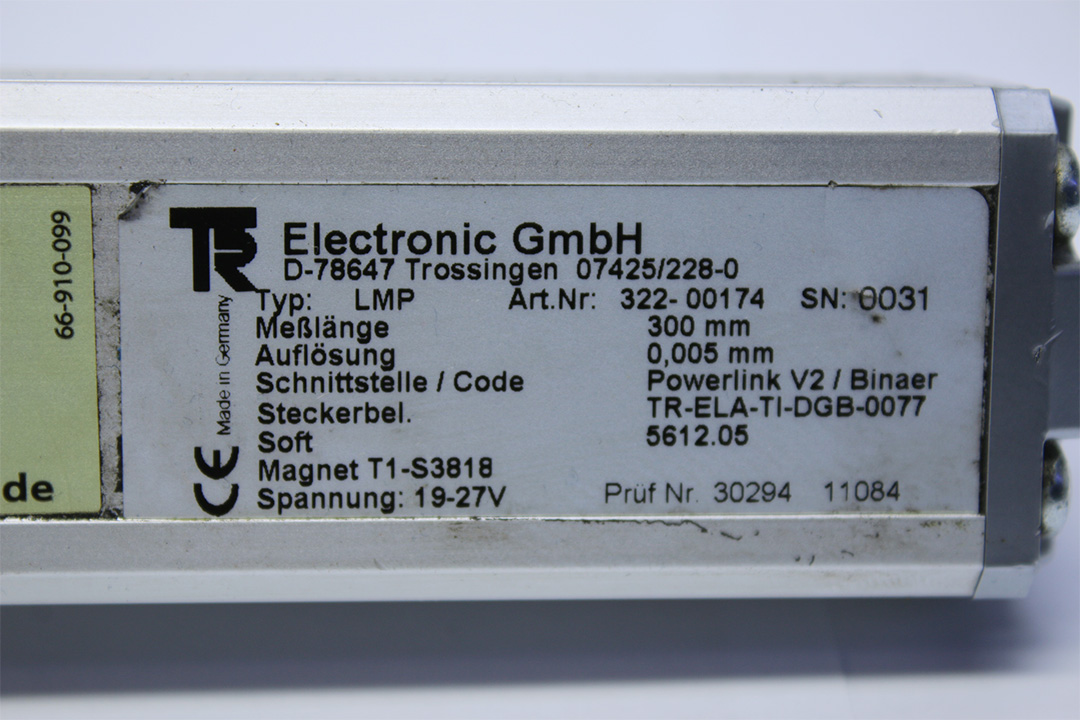 66-910-099
de
TR
Electronic GmbH
D-78647 Trossingen 07425/228-0
Typ: LMP Art.Nr: 322-00174 SN: 0031
Meßlänge 300 mm
Auflösung 0,005 mm
Schnittstelle / Code Powerlink V2 / Binaer
Steckerbel. TR-ELA-TI-DGB-0077
Soft 5612.05
Magnet T1-S3818
Spannung: 19-27V Prüf Nr. 30294 11084
Made in Germany
CE